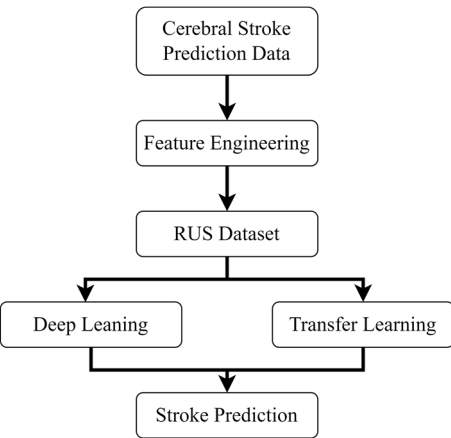 Cerebral Stroke
Prediction Data
Feature Engineering
RUS Dataset
Deep Leaning
Transfer Learning
Stroke Prediction